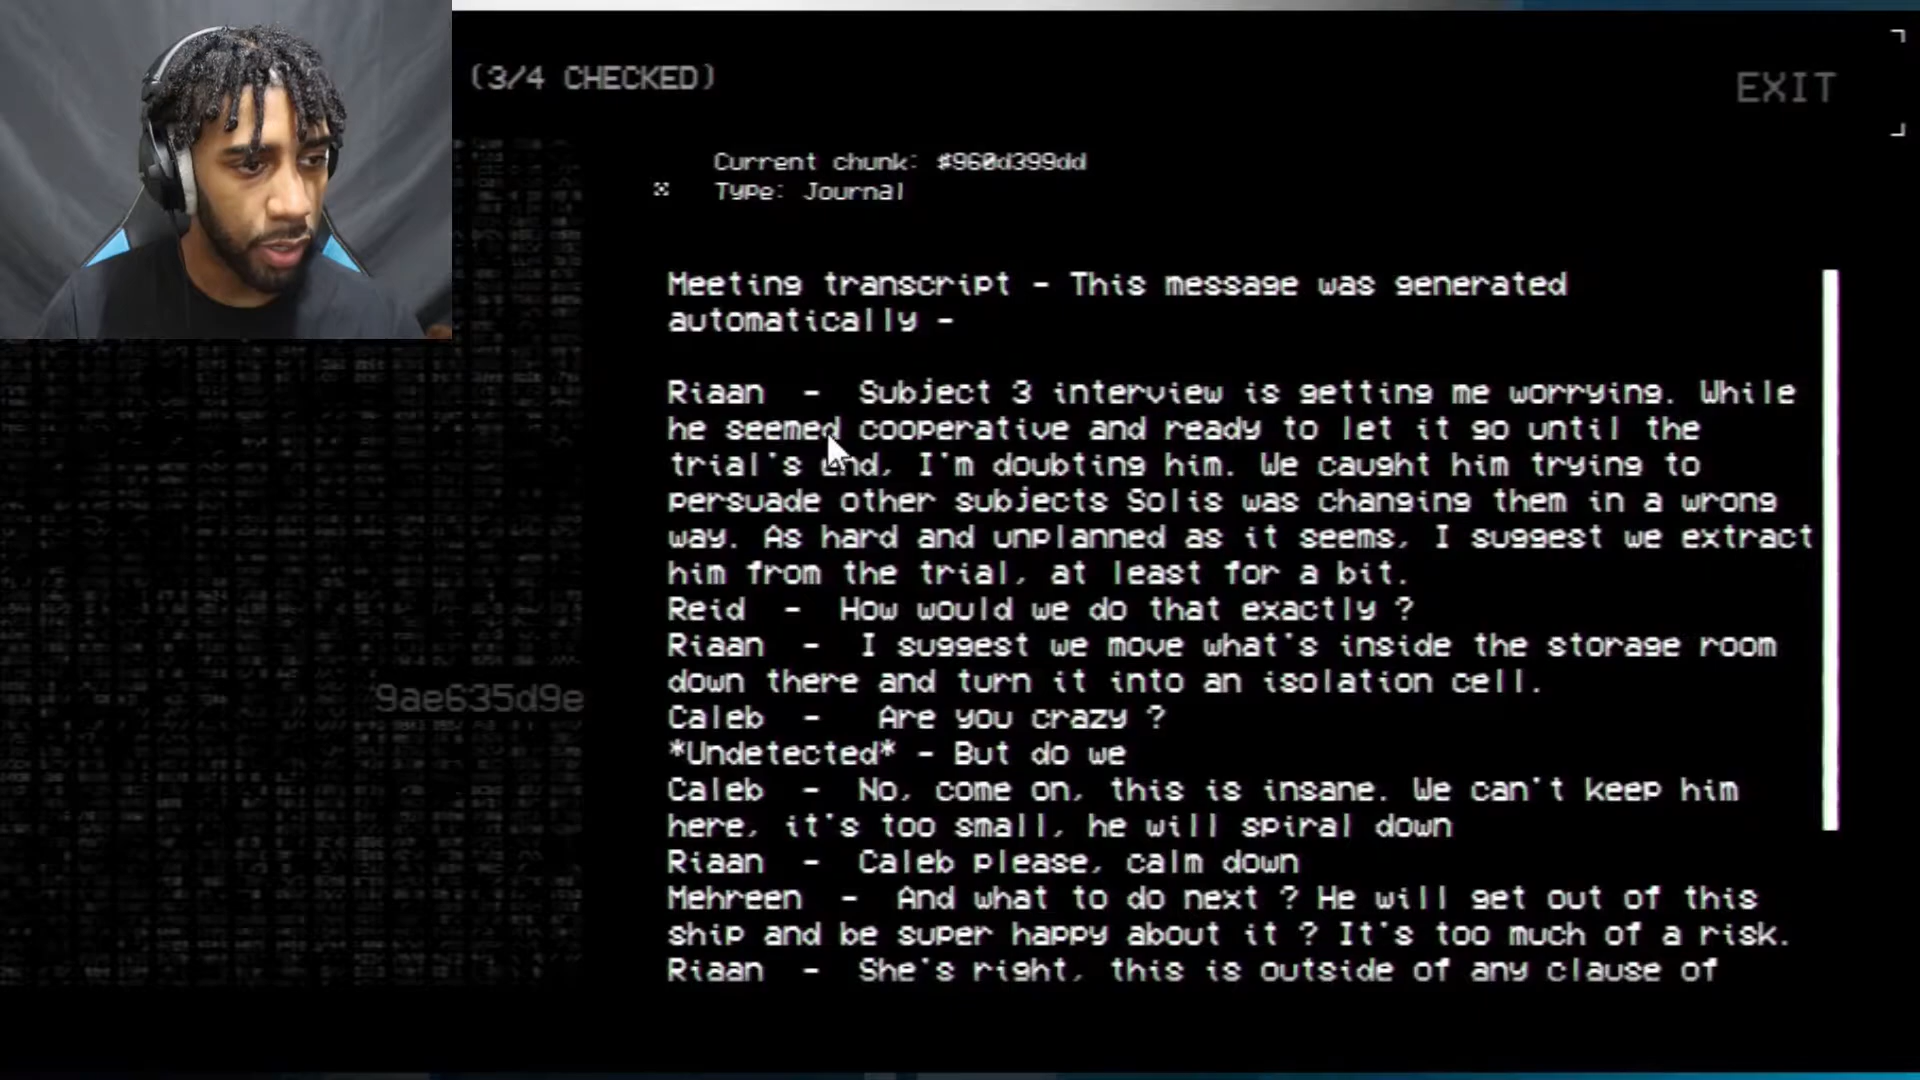 (3/4 CHECKED)
EXIT
Current chunk: #960d399dd
Type: Journal
Meeting transcript - This message was generated
automatically -
Riaan - Subject 3 interview is getting me worrying. While
he seemed cooperative and ready to let it go until the
trial's end, I'm doubting him. We caught him trying to
persuade other subjects Solis was changing them in a wrong
way. As hard and unplanned as it seems, I suggest we extract
him from the trial, at least for a bit.
Reid - How would we do that exactly ?
Riaan - I suggest we move what's inside the storage room
down there and turn it into an isolation cell.
Caleb - Are you crazy ?
*Undetected* - But do we
Caleb - No, come on, this is insane. We can't keep him
here, it's too small, he will spiral down
Riaan - Caleb please, calm down
Mehreen - And what to do next ? He will get out of this
ship and be super happy about it ? It's too much of a risk.
Riaan - She's right, this is outside of any clause of
9ae635d9e